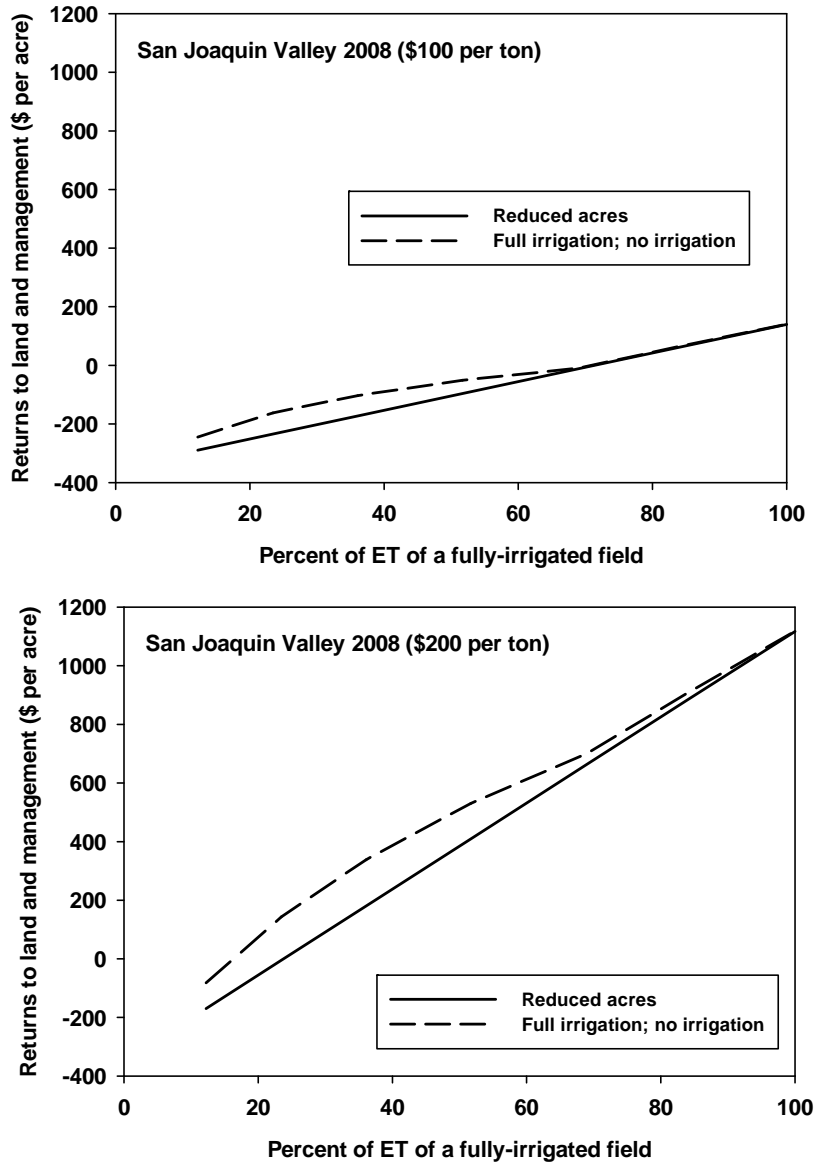 1200
1000
800
600
400
200
0
-200
-400
Returns to land and management ($ per acre)
San Joaquin Valley 2008 ($100 per ton)
Reduced acres
Full irrigation; no irrigation
0 20 40 60 80 100
Percent of ET of a fully-irrigated field
1200
1000
800
600
400
200
0
-200
-400
Returns to land and management ($ per acre)
San Joaquin Valley 2008 ($200 per ton)
Reduced acres
Full irrigation; no irrigation
0 20 40 60 80 100
Percent of ET of a fully-irrigated field